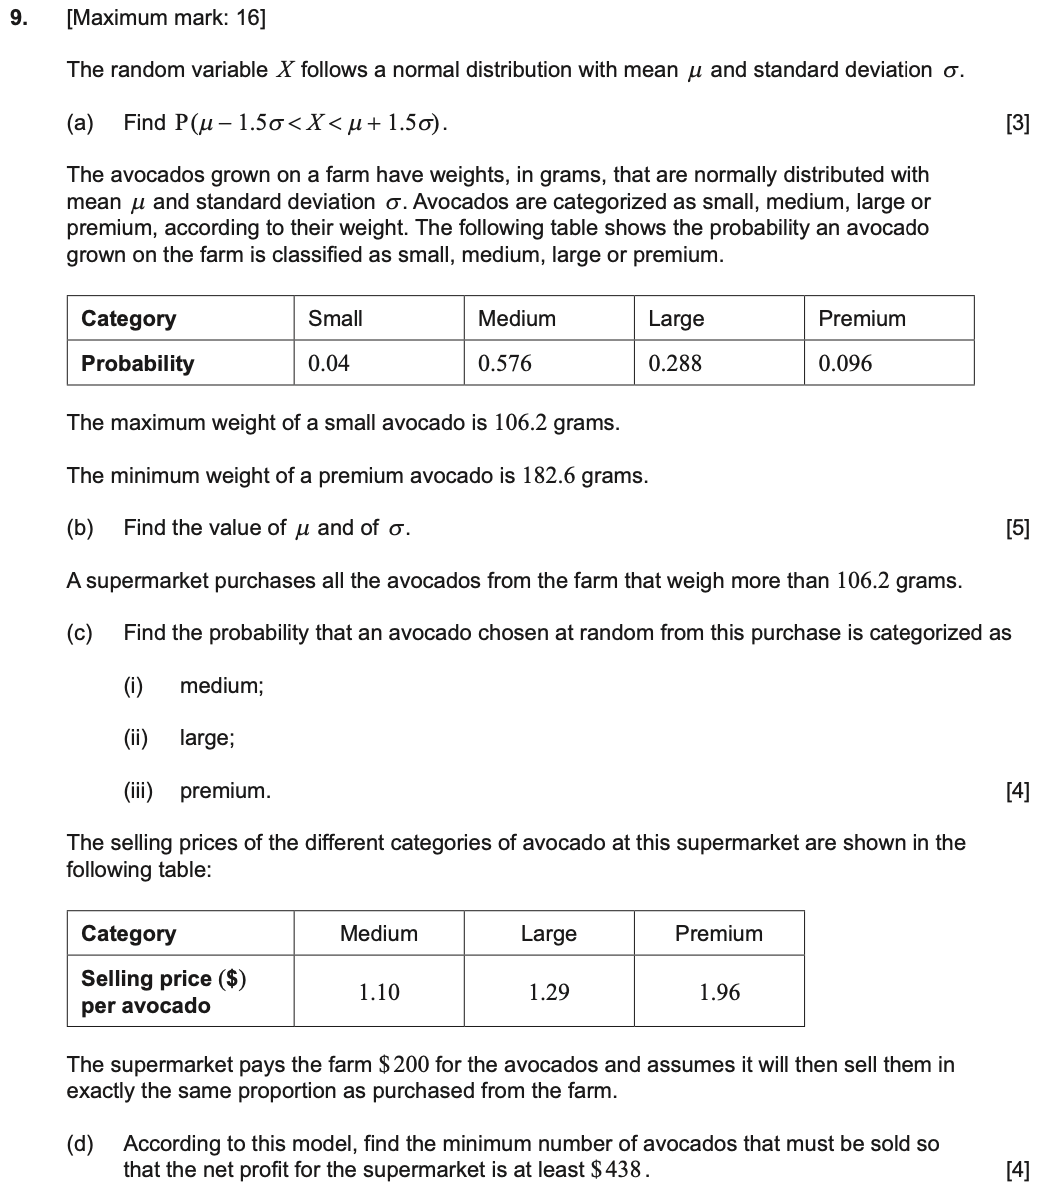 9. [Maximum mark: 16]
The random variable X follows a normal distribution with mean μ and standard deviation σ.
(a) Find P(μ − 1.5σ < X < μ + 1.5σ). [3]
The avocados grown on a farm have weights, in grams, that are normally distributed with
mean μ and standard deviation σ. Avocados are categorized as small, medium, large or
premium, according to their weight. The following table shows the probability an avocado
grown on the farm is classified as small, medium, large or premium.
Category Small Medium Large Premium
Probability 0.04 0.576 0.288 0.096
The maximum weight of a small avocado is 106.2 grams.
The minimum weight of a premium avocado is 182.6 grams.
(b) Find the value of μ and of σ. [5]
A supermarket purchases all the avocados from the farm that weigh more than 106.2 grams.
(c) Find the probability that an avocado chosen at random from this purchase is categorized as
(i) medium;
(ii) large;
(iii) premium. [4]
The selling prices of the different categories of avocado at this supermarket are shown in the
following table:
Category Medium Large Premium
Selling price ($)
per avocado 1.10 1.29 1.96
The supermarket pays the farm $200 for the avocados and assumes it will then sell them in
exactly the same proportion as purchased from the farm.
(d) According to this model, find the minimum number of avocados that must be sold so
that the net profit for the supermarket is at least $438. [4]